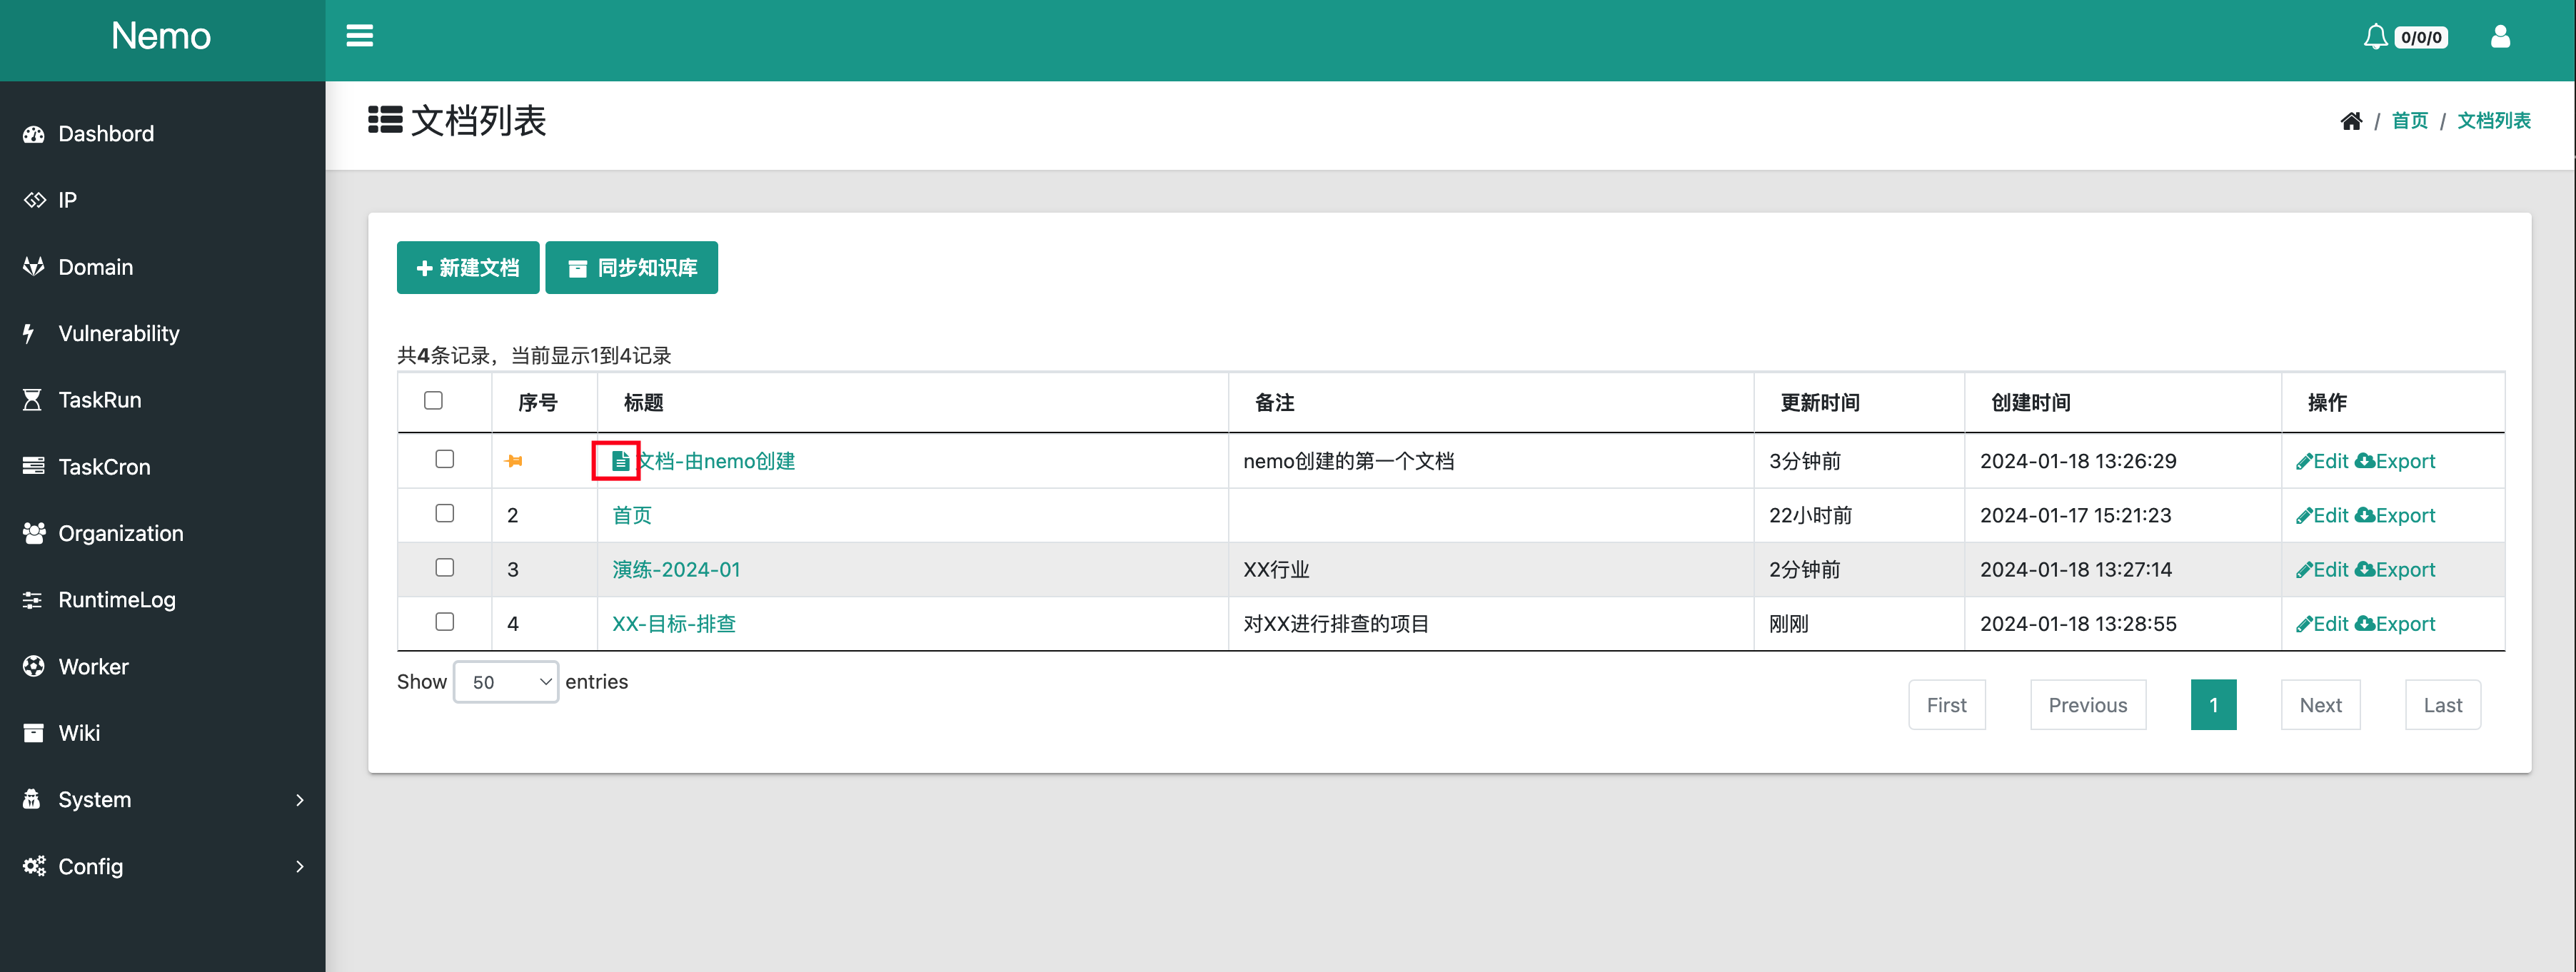 Nemo
0/0/0
Dashbord
IP
Domain
Vulnerability
TaskRun
TaskCron
Organization
RuntimeLog
Worker
Wiki
System
Config
文档列表
/ 首页 / 文档列表
新建文档 同步知识库
共4条记录，当前显示1到4记录
序号 标题 备注 更新时间 创建时间 操作
文档-由nemo创建 nemo创建的第一个文档 3分钟前 2024-01-18 13:26:29 Edit Export
2 首页 22小时前 2024-01-17 15:21:23 Edit Export
3 演练-2024-01 XX行业 2分钟前 2024-01-18 13:27:14 Edit Export
4 XX-目标-排查 对XX进行排查的项目 刚刚 2024-01-18 13:28:55 Edit Export
Show 50 entries
First Previous 1 Next Last